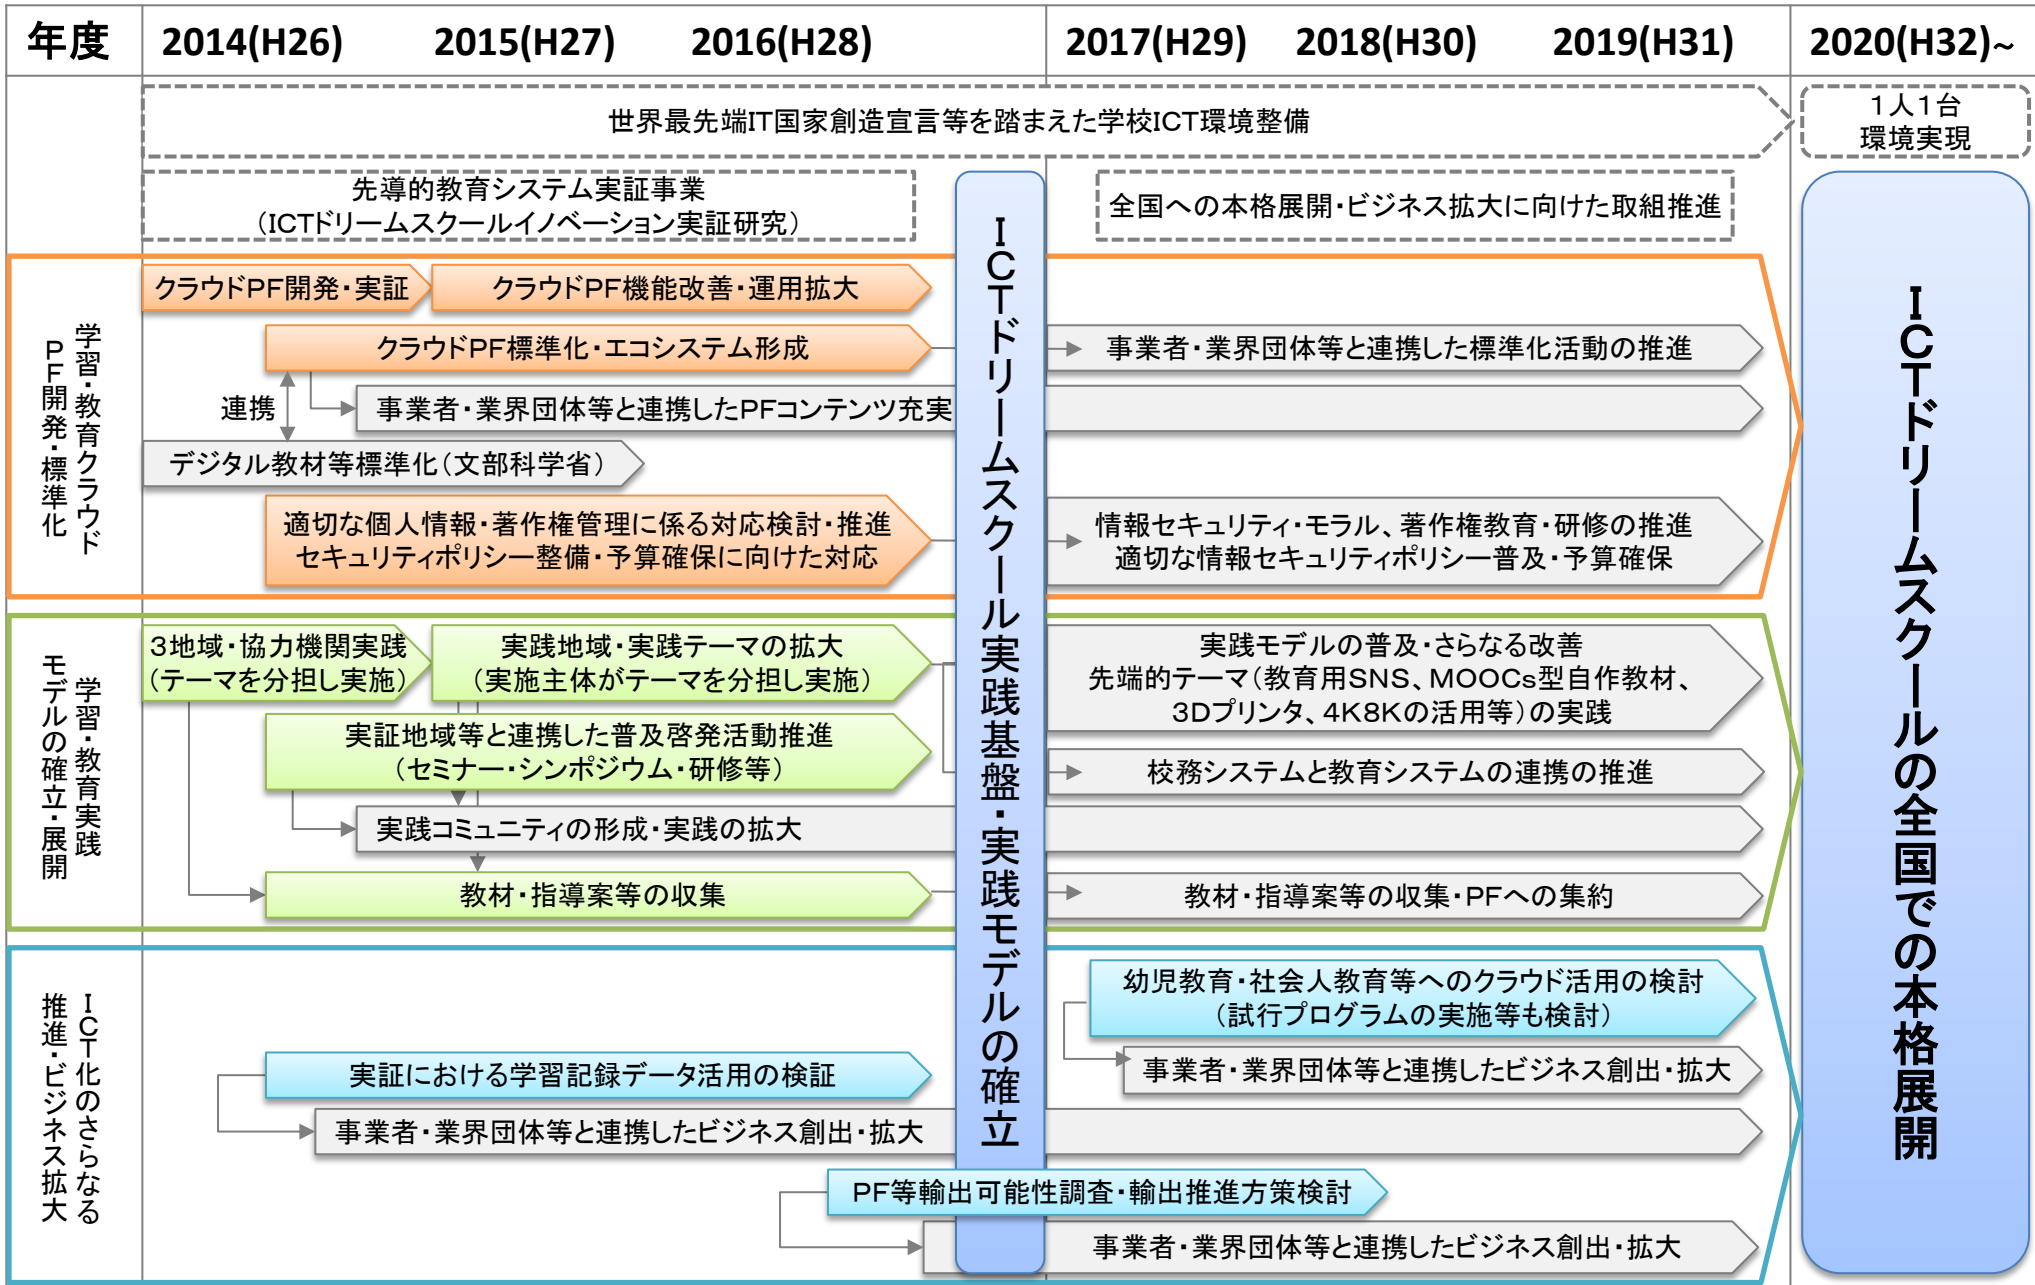 年度
2014(H26)
2015(H27)
2016(H28)
2017(H29)
2018(H30)
2019(H31)
2020(H32)~
世界最先端IT国家創造宣言等を踏まえた学校ICT環境整備
1人1台
環境実現
先導的教育システム実証事業
（ICTドリームスクールイノベーション実証研究）
全国への本格展開・ビジネス拡大に向けた取組推進
ICTドリームスクール実践基盤・実践モデルの確立
ICTドリームスクールの全国での本格展開
学習・教育クラウド
PF開発・標準化
クラウドPF開発・実証
クラウドPF機能改善・運用拡大
クラウドPF標準化・エコシステム形成
事業者・業界団体等と連携した標準化活動の推進
連携
事業者・業界団体等と連携したPFコンテンツ充実
デジタル教材等標準化（文部科学省）
適切な個人情報・著作権管理に係る対応検討・推進
セキュリティポリシー整備・予算確保に向けた対応
情報セキュリティ・モラル、著作権教育・研修の推進
適切な情報セキュリティポリシー普及・予算確保
学習・教育実践
モデルの確立・展開
3地域・協力機関実践
（テーマを分担し実施）
実践地域・実践テーマの拡大
（実施主体がテーマを分担し実施）
実践モデルの普及・さらなる改善
先端的テーマ（教育用SNS、MOOCs型自作教材、
3Dプリンタ、4K8Kの活用等）の実践
実証地域等と連携した普及啓発活動推進
（セミナー・シンポジウム・研修等）
校務システムと教育システムの連携の推進
実践コミュニティの形成・実践の拡大
教材・指導案等の収集
教材・指導案等の収集・PFへの集約
ICT化のさらなる
推進・ビジネス拡大
幼児教育・社会人教育等へのクラウド活用の検討
（試行プログラムの実施等も検討）
事業者・業界団体等と連携したビジネス創出・拡大
実証における学習記録データ活用の検証
事業者・業界団体等と連携したビジネス創出・拡大
PF等輸出可能性調査・輸出推進方策検討
事業者・業界団体等と連携したビジネス創出・拡大